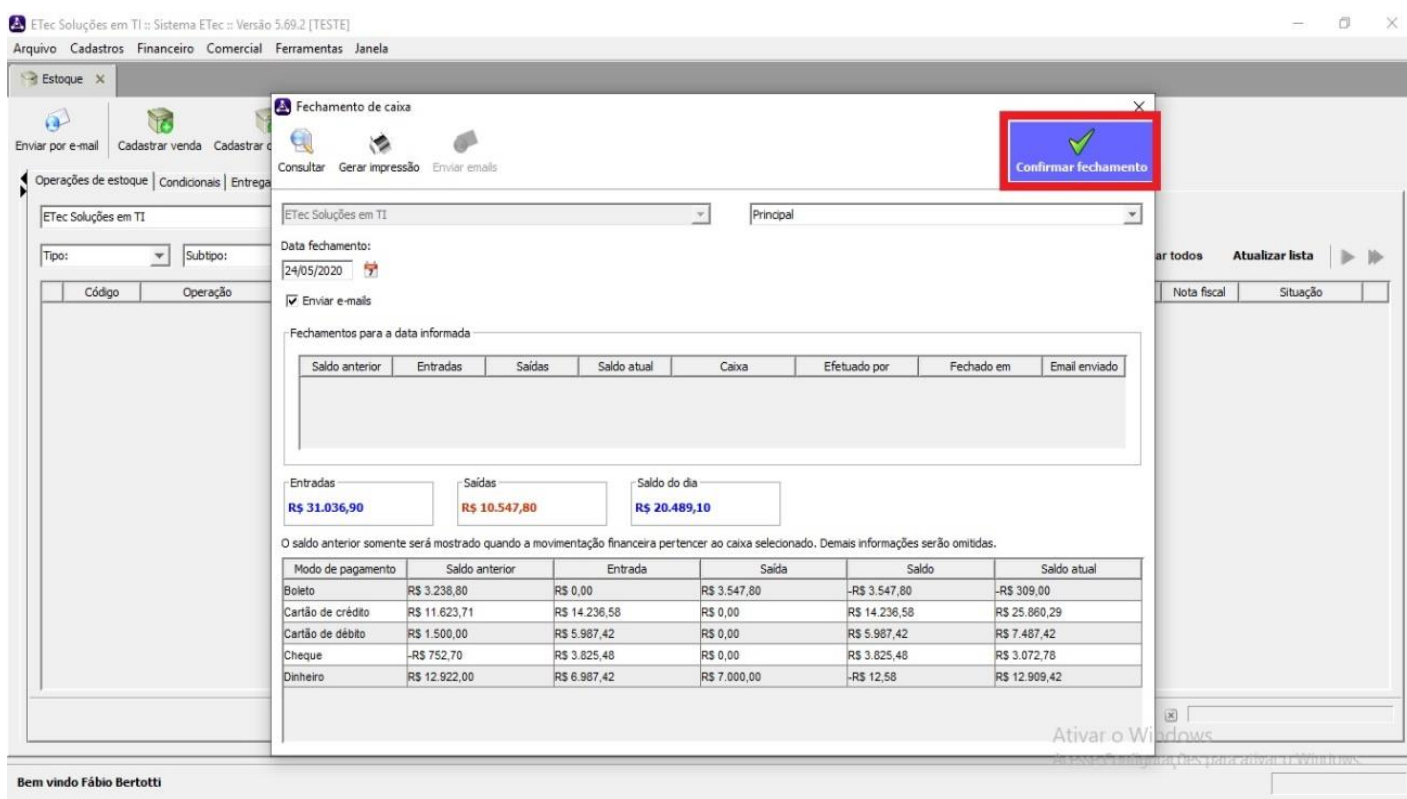 ETec Soluções em TI :: Sistema ETec :: Versão 5.69.2 [TESTE]
Arquivo Cadastros Financeiro Comercial Ferramentas Janela
Estoque
Enviar por e-mail Cadastrar venda Cadastrar
Operações de estoque Condicionais Entrega
ETec Soluções em TI
Tipo: Subtipo:
ar todos Atualizar lista
Código Operação Nota fiscal Situação
Fechamento de caixa
Consultar Gerar impressão Enviar emails Confirmar fechamento
ETec Soluções em TI Principal
Data fechamento:
24/05/2020
Enviar e-mails
Fechamentos para a data informada
Saldo anterior Entradas Saídas Saldo atual Caixa Efetuado por Fechado em Email enviado
Entradas Saídas Saldo do dia
R$ 31.036,90 R$ 10.547,80 R$ 20.489,10
O saldo anterior somente será mostrado quando a movimentação financeira pertencer ao caixa selecionado. Demais informações serão omitidas.
Modo de pagamento Saldo anterior Entrada Saída Saldo Saldo atual
Boleto R$ 3.238,80 R$ 0,00 R$ 3.547,80 -R$ 3.547,80 -R$ 309,00
Cartão de crédito R$ 11.623,71 R$ 14.236,58 R$ 0,00 R$ 14.236,58 R$ 25.860,29
Cartão de débito R$ 1.500,00 R$ 5.987,42 R$ 0,00 R$ 5.987,42 R$ 7.487,42
Cheque -R$ 752,70 R$ 3.825,48 R$ 0,00 R$ 3.825,48 R$ 3.072,78
Dinheiro R$ 12.922,00 R$ 6.987,42 R$ 7.000,00 -R$ 12,58 R$ 12.909,42
Ativar o Windows
Acesse Configurações para ativar o Windows.
Bem vindo Fábio Bertotti